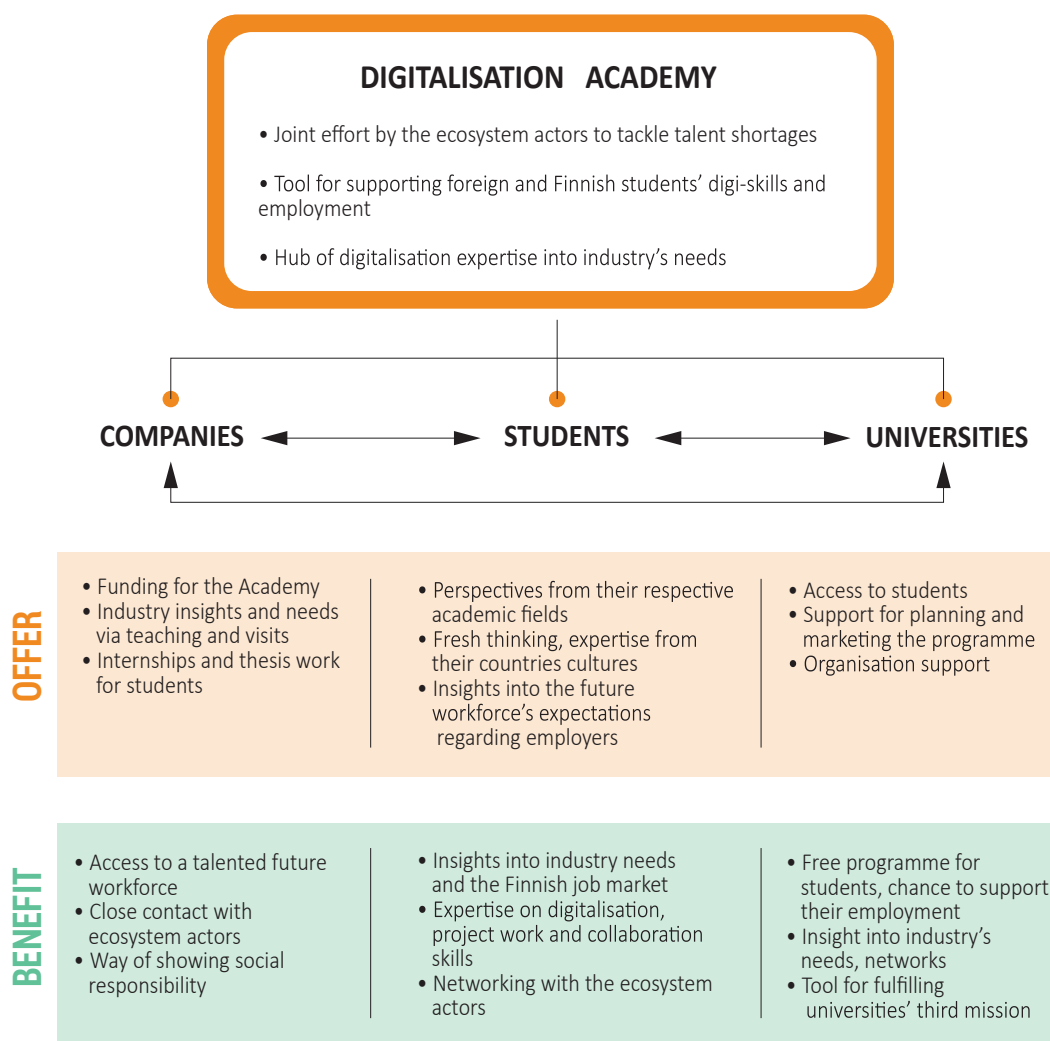 DIGITALISATION ACADEMY
• Joint effort by the ecosystem actors to tackle talent shortages
• Tool for supporting foreign and Finnish students’ digi-skills and
employment
• Hub of digitalisation expertise into industry’s needs
COMPANIES
STUDENTS
UNIVERSITIES
OFFER
• Funding for the Academy
• Industry insights and needs
via teaching and visits
• Internships and thesis work
for students
• Perspectives from their respective
academic fields
• Fresh thinking, expertise from
their countries cultures
• Insights into the future
workforce’s expectations
regarding employers
• Access to students
• Support for planning and
marketing the programme
• Organisation support
BENEFIT
• Access to a talented future
workforce
• Close contact with
ecosystem actors
• Way of showing social
responsibility
• Insights into industry needs
and the Finnish job market
• Expertise on digitalisation,
project work and collaboration
skills
• Networking with the ecosystem
actors
• Free programme for
students, chance to support
their employment
• Insight into industry’s
needs, networks
• Tool for fulfilling
universities’ third mission